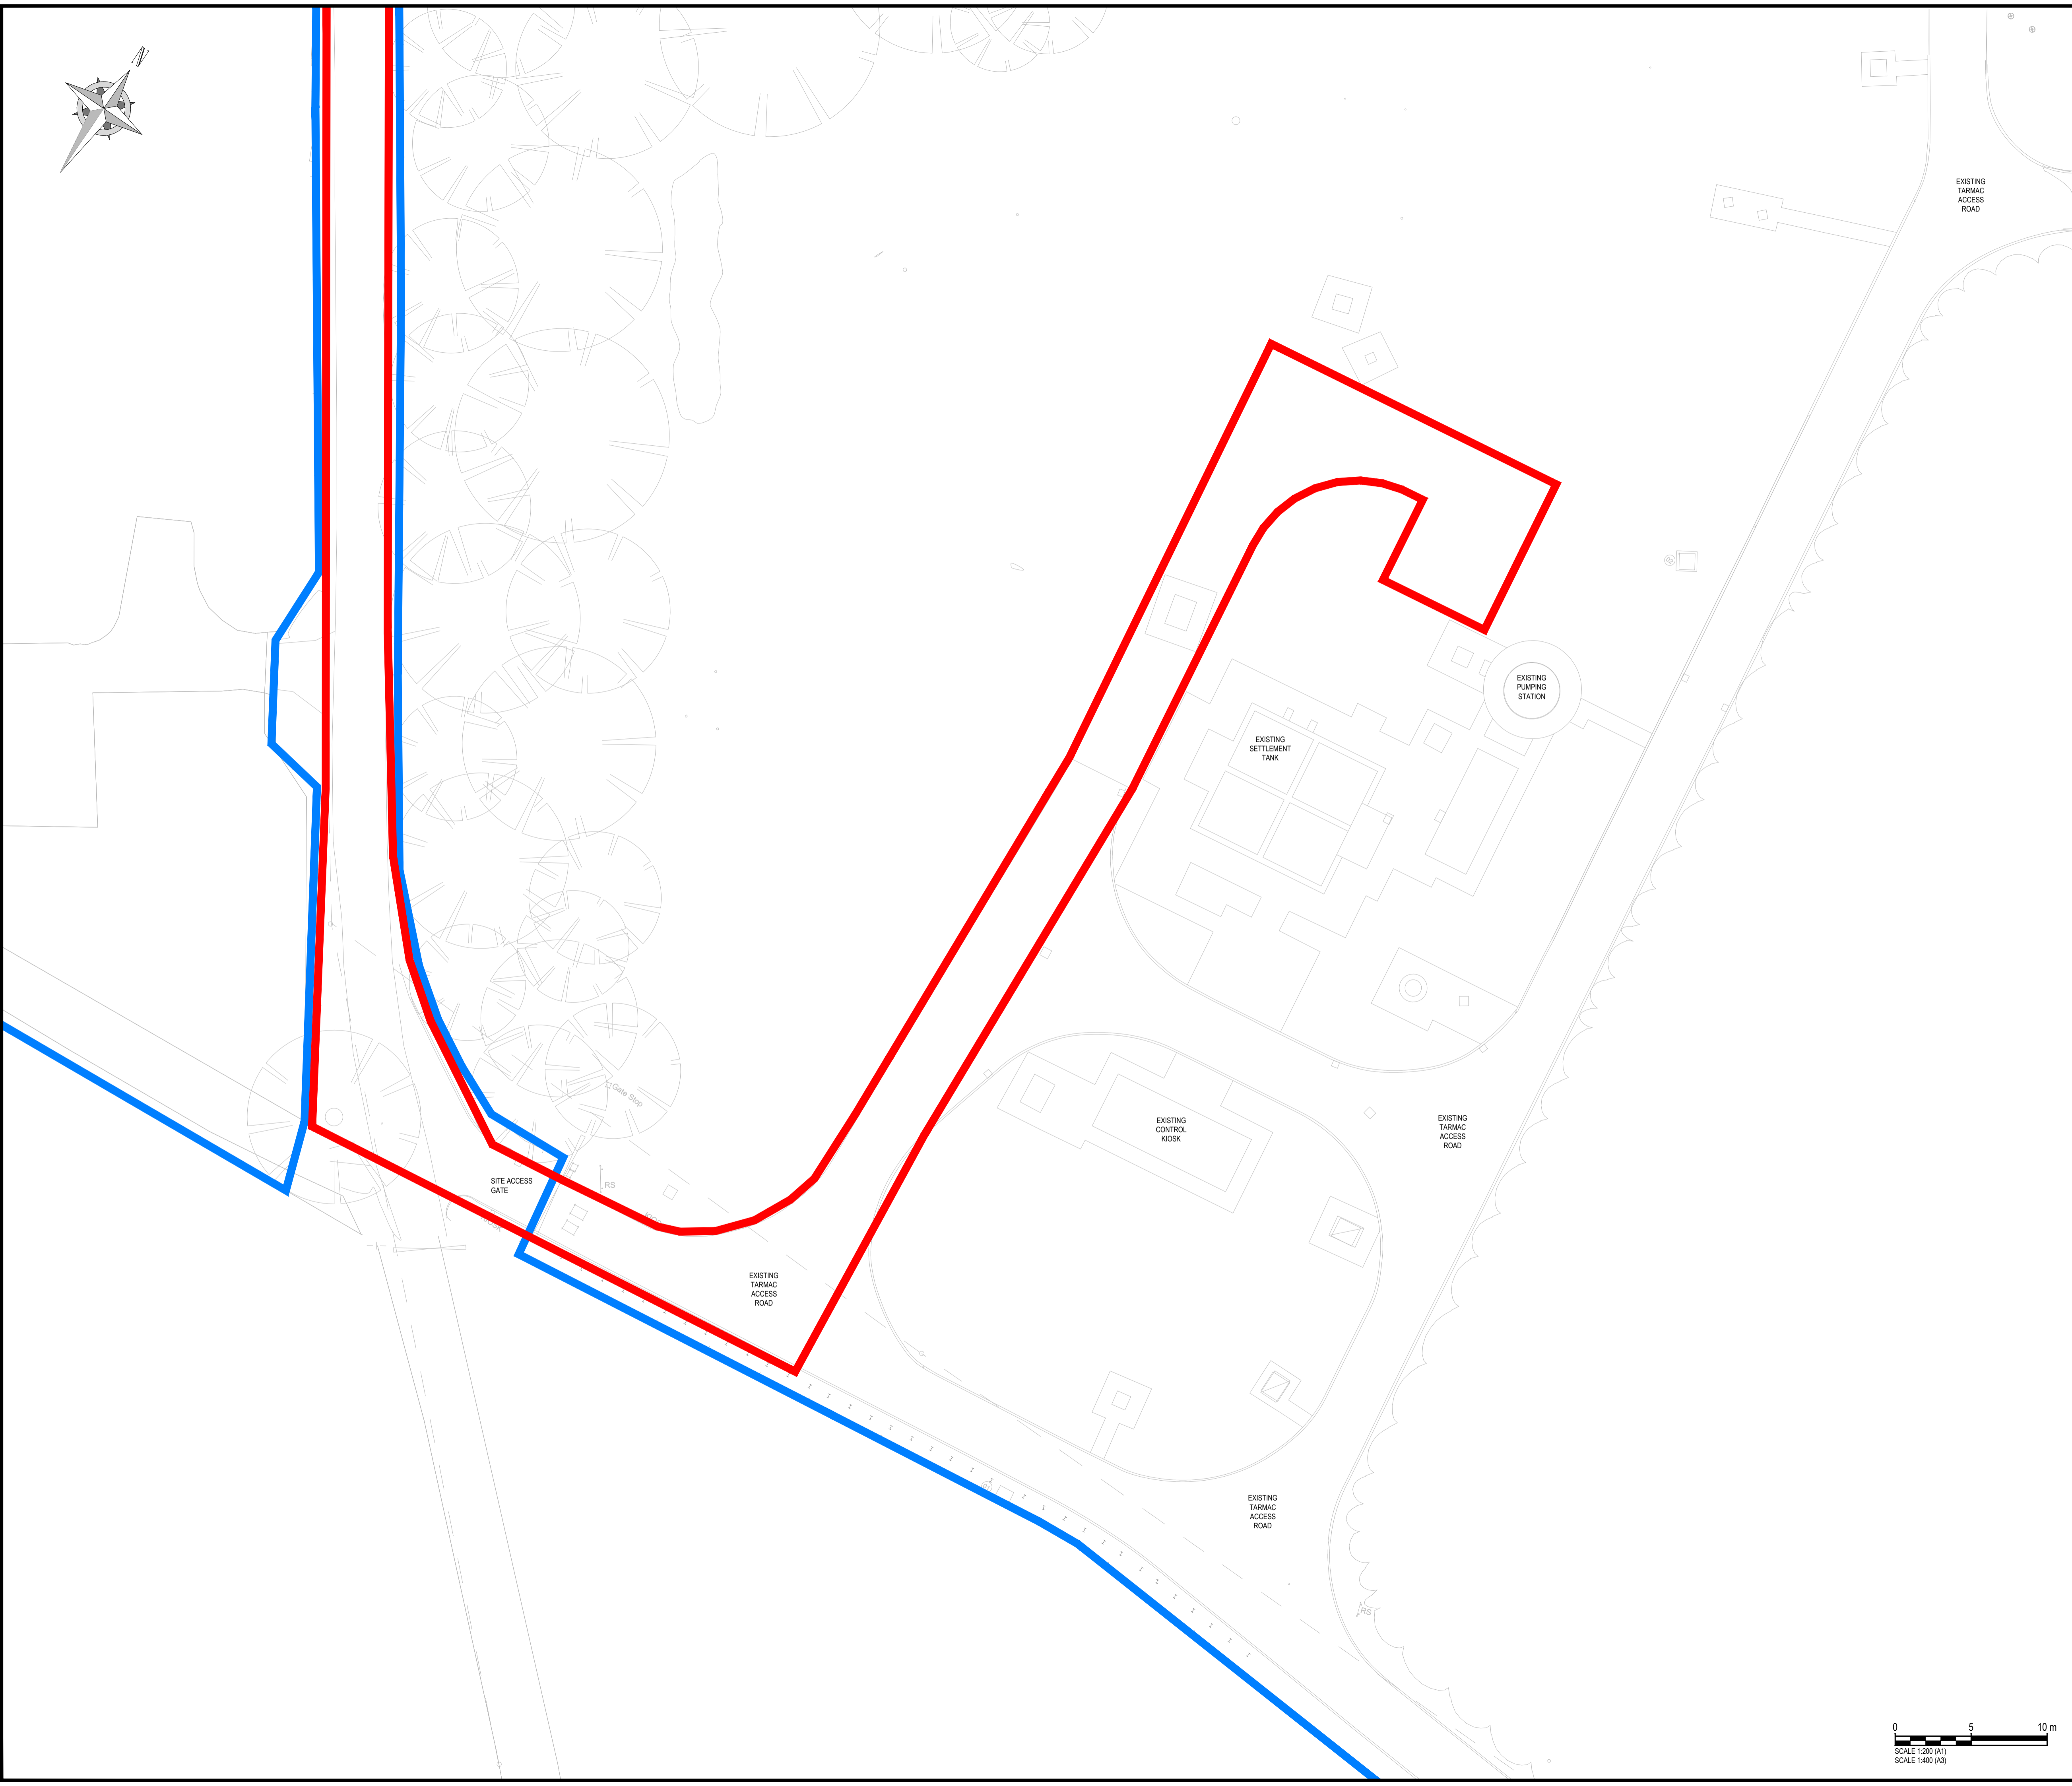 N
EXISTING
TARMAC
ACCESS
ROAD
EXISTING
PUMPING
STATION
EXISTING
SETTLEMENT
TANK
Gate Stop
EXISTING
CONTROL
KIOSK
EXISTING
TARMAC
ACCESS
ROAD
SITE ACCESS
GATE
RS
EXISTING
TARMAC
ACCESS
ROAD
EXISTING
TARMAC
ACCESS
ROAD
RS
0 5 10 m
SCALE 1:200 (A1)
SCALE 1:400 (A3)